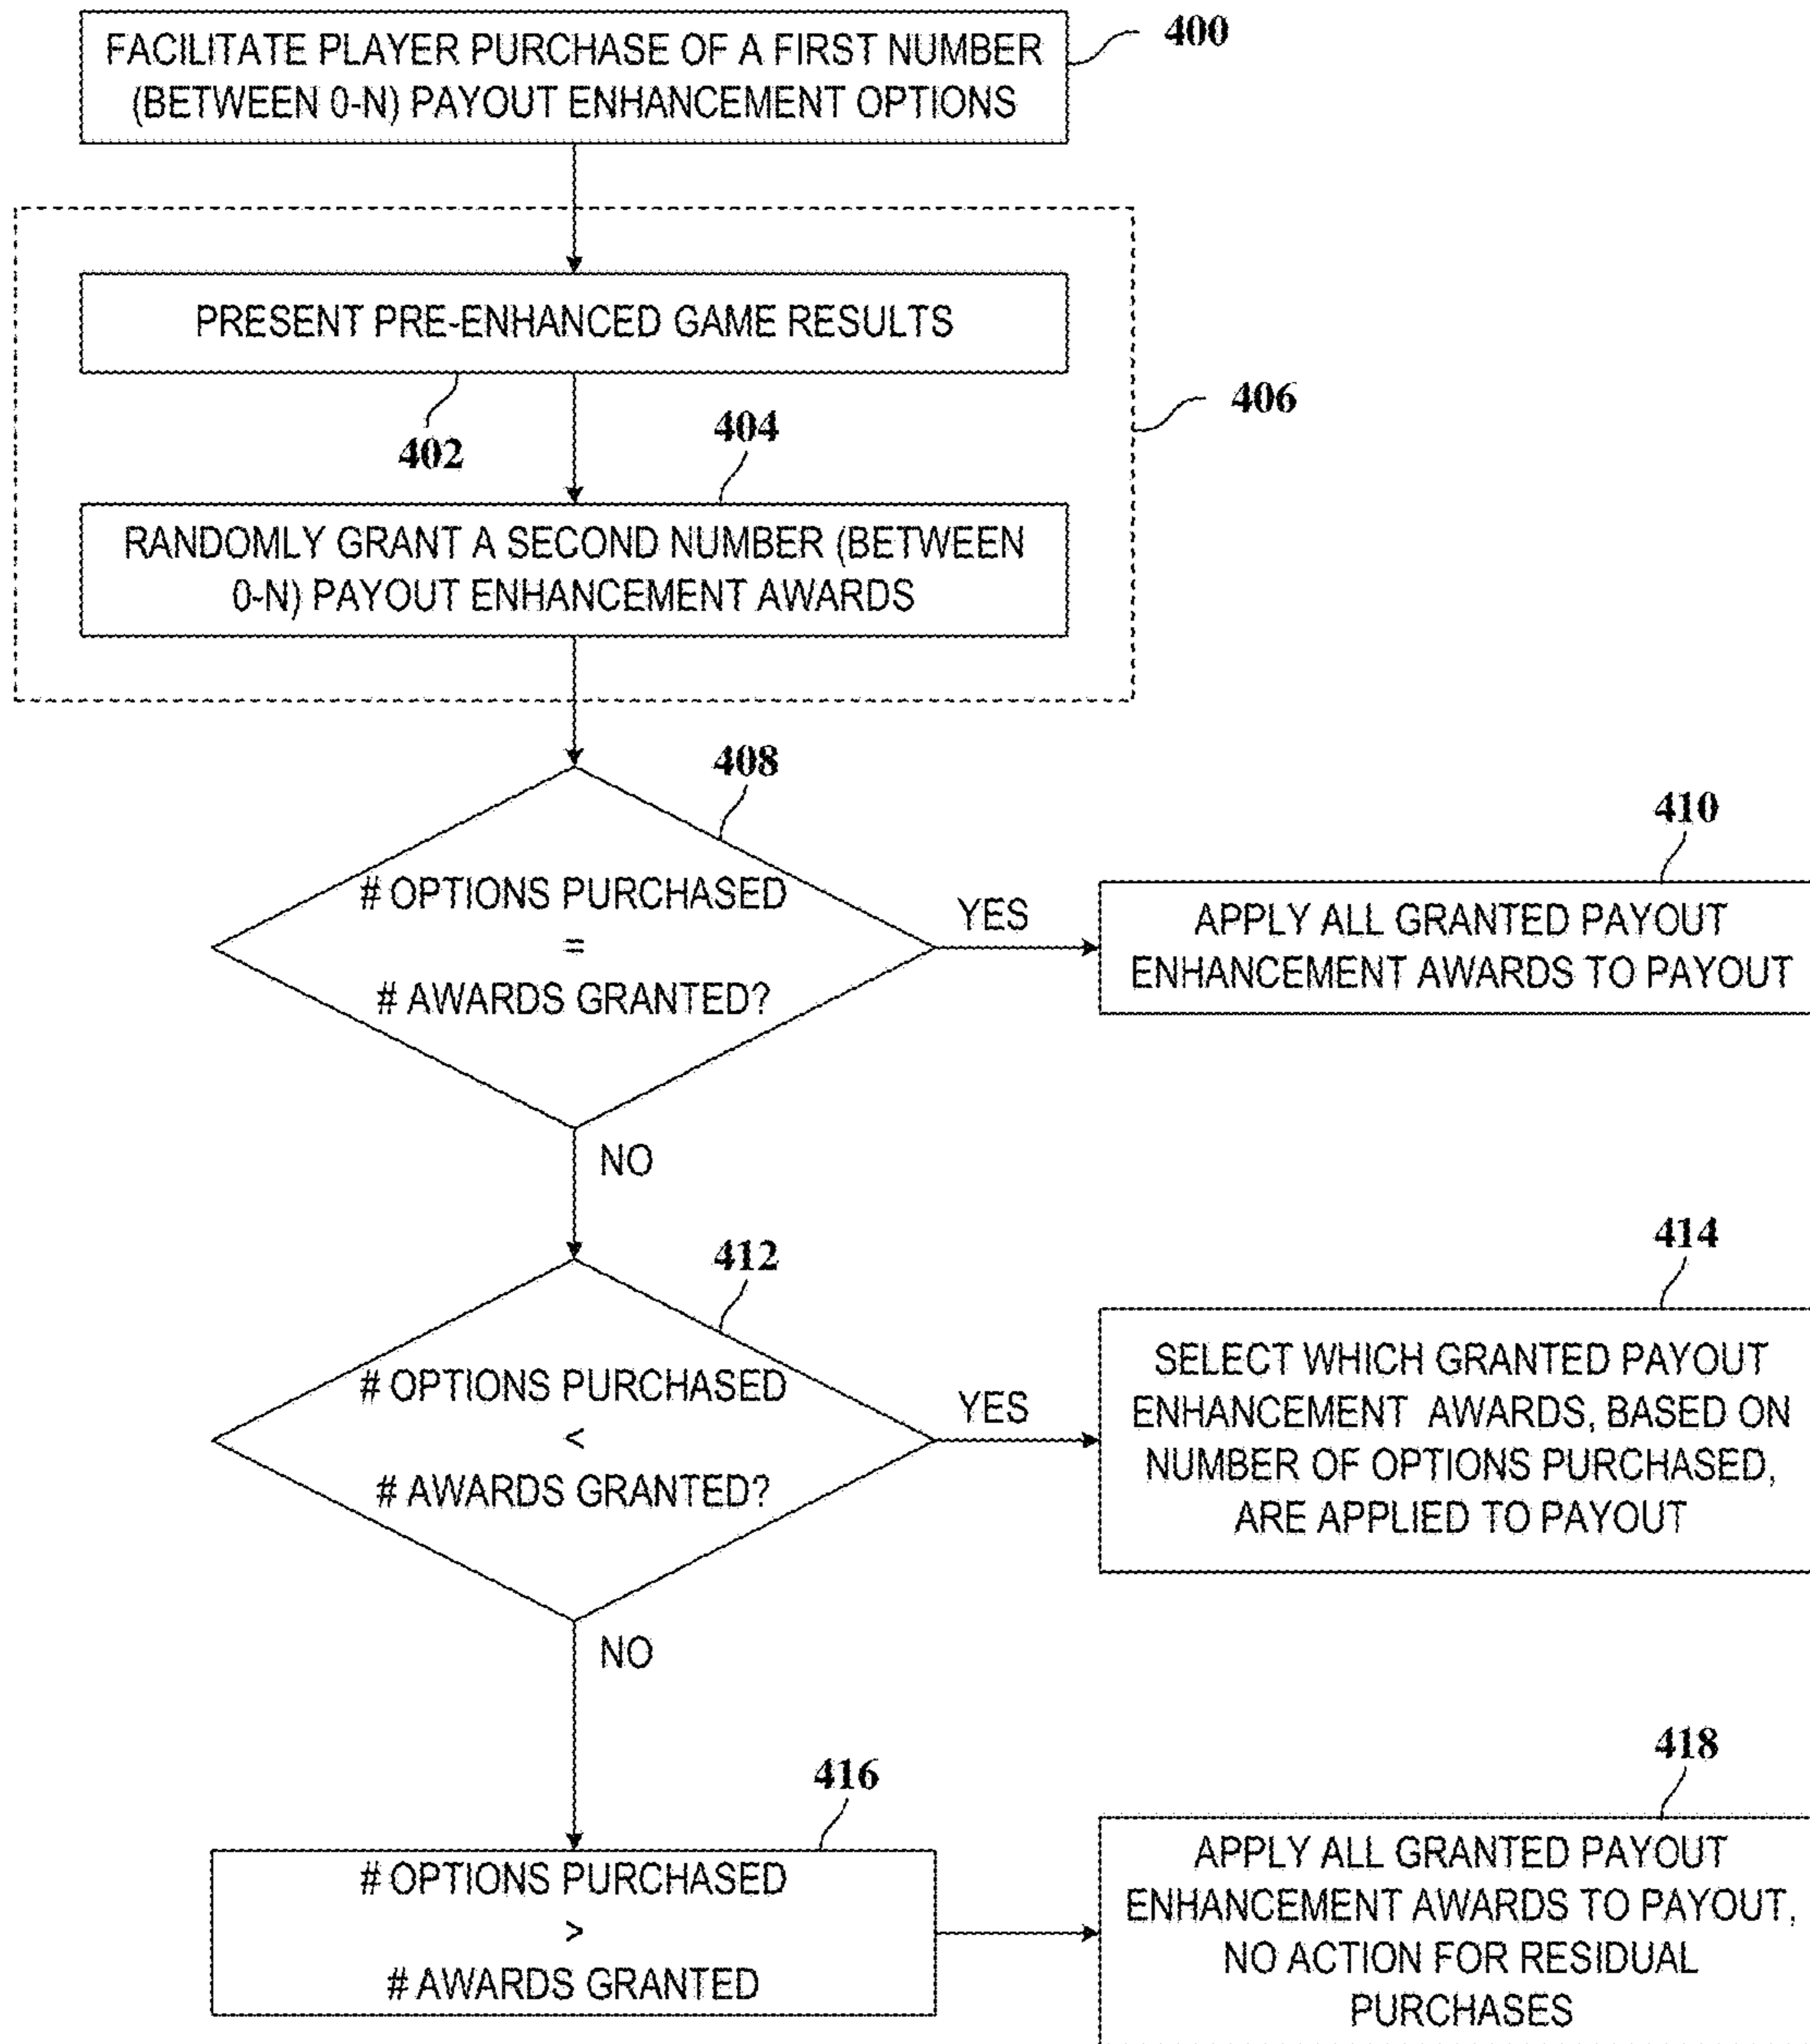 FACILITATE PLAYER PURCHASE OF A FIRST NUMBER
(BETWEEN 0-N) PAYOUT ENHANCEMENT OPTIONS
400
PRESENT PRE-ENHANCED GAME RESULTS
402
404
406
RANDOMLY GRANT A SECOND NUMBER (BETWEEN
0-N) PAYOUT ENHANCEMENT AWARDS
408
# OPTIONS PURCHASED
=
# AWARDS GRANTED?
YES
410
APPLY ALL GRANTED PAYOUT
ENHANCEMENT AWARDS TO PAYOUT
NO
412
# OPTIONS PURCHASED
<
# AWARDS GRANTED?
YES
414
SELECT WHICH GRANTED PAYOUT
ENHANCEMENT AWARDS, BASED ON
NUMBER OF OPTIONS PURCHASED,
ARE APPLIED TO PAYOUT
NO
416
# OPTIONS PURCHASED
>
# AWARDS GRANTED
418
APPLY ALL GRANTED PAYOUT
ENHANCEMENT AWARDS TO PAYOUT,
NO ACTION FOR RESIDUAL
PURCHASES